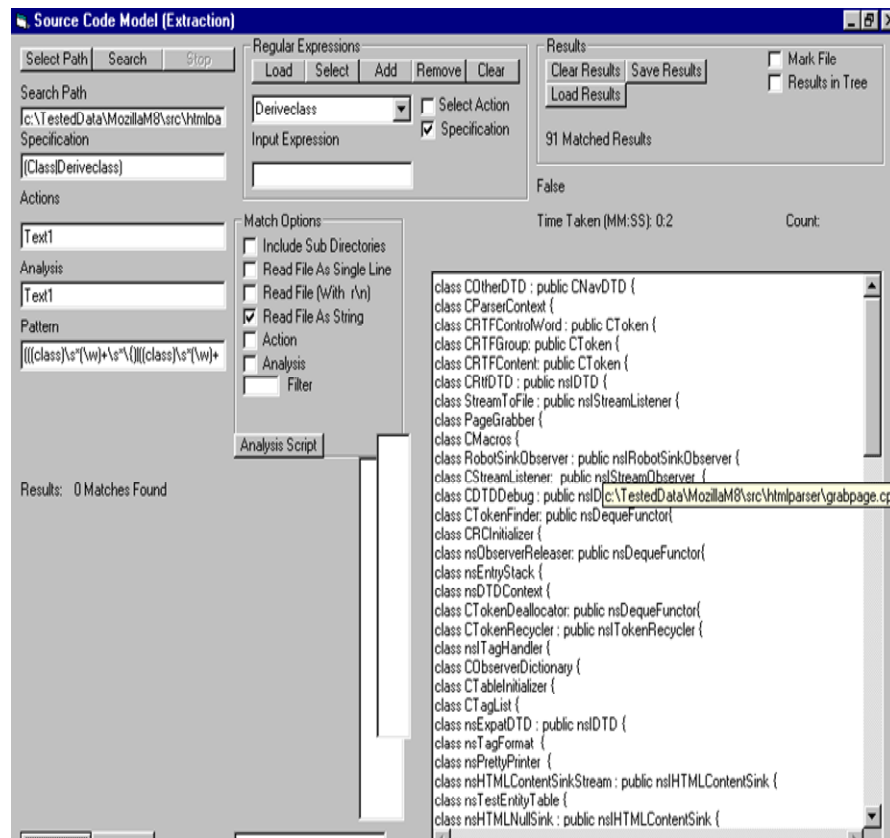 Source Code Model (Extraction)
Select Path Search Stop
Search Path
c:\TestedData\MozillaM8\src\htmlpa
Specification
(Class|Deriveclass)
Actions
Text1
Analysis
Text1
Pattern
(((class)\s*(\w)+\s*\{)|((class)\s*(\w)+
Results: 0 Matches Found
Regular Expressions
Load Select Add Remove Clear
Deriveclass
Select Action
Specification
Input Expression
Match Options
Include Sub Directories
Read File As Single Line
Read File (With r\n)
Read File As String
Action
Analysis
Filter
Analysis Script
Results
Clear Results Save Results
Load Results
91 Matched Results
Mark File
Results in Tree
False
Time Taken (MM:SS): 0:2 Count:
class COtherDTD : public CNavDTD {
class CParserContext {
class CRTFControlWord : public CToken {
class CRTFGroup: public CToken {
class CRTFContent: public CToken {
class CRtfDTD : public nsIDTD {
class StreamToFile : public nsIStreamListener {
class PageGrabber {
class CMacros {
class RobotSinkObserver : public nsIRobotSinkObserver {
class CStreamListener: public nsIStreamObserver {
class CDTDDebug : public nsID
c:\TestedData\MozillaM8\src\htmlparser\grabpage.cp
class CTokenFinder: public nsDequeFunctor{
class CRCInitializer {
class nsObserverReleaser: public nsDequeFunctor{
class nsEntryStack {
class nsDTDContext {
class CTokenDeallocator: public nsDequeFunctor{
class CTokenRecycler : public nsITokenRecycler {
class nsITagHandler {
class CObserverDictionary {
class CTableInitializer {
class CTagList {
class nsExpatDTD : public nsIDTD {
class nsTagFormat {
class nsPrettyPrinter {
class nsHTMLContentSinkStream : public nsIHTMLContentSink {
class nsTestEntityTable {
class nsHTMLNullSink : public nsIHTMLContentSink {